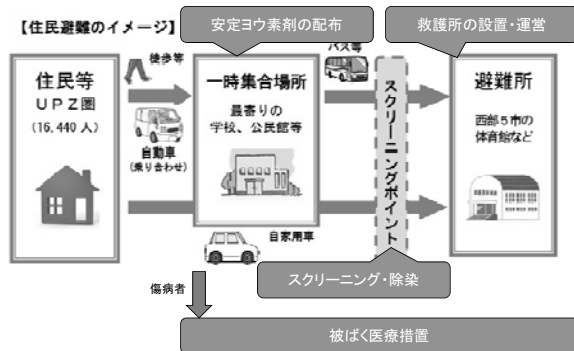 【住民避難のイメージ】
安定ヨウ素剤の配布
救護所の設置・運営
住民等
UPZ圏
(16,440人)
徒歩等
自動車
(乗り合わせ)
一時集合場所
最寄りの
学校、公民館等
バス等
スクリーニングポイント
避難所
西部5市の
体育館など
自家用車
スクリーニング・除染
傷病者
被ばく医療措置